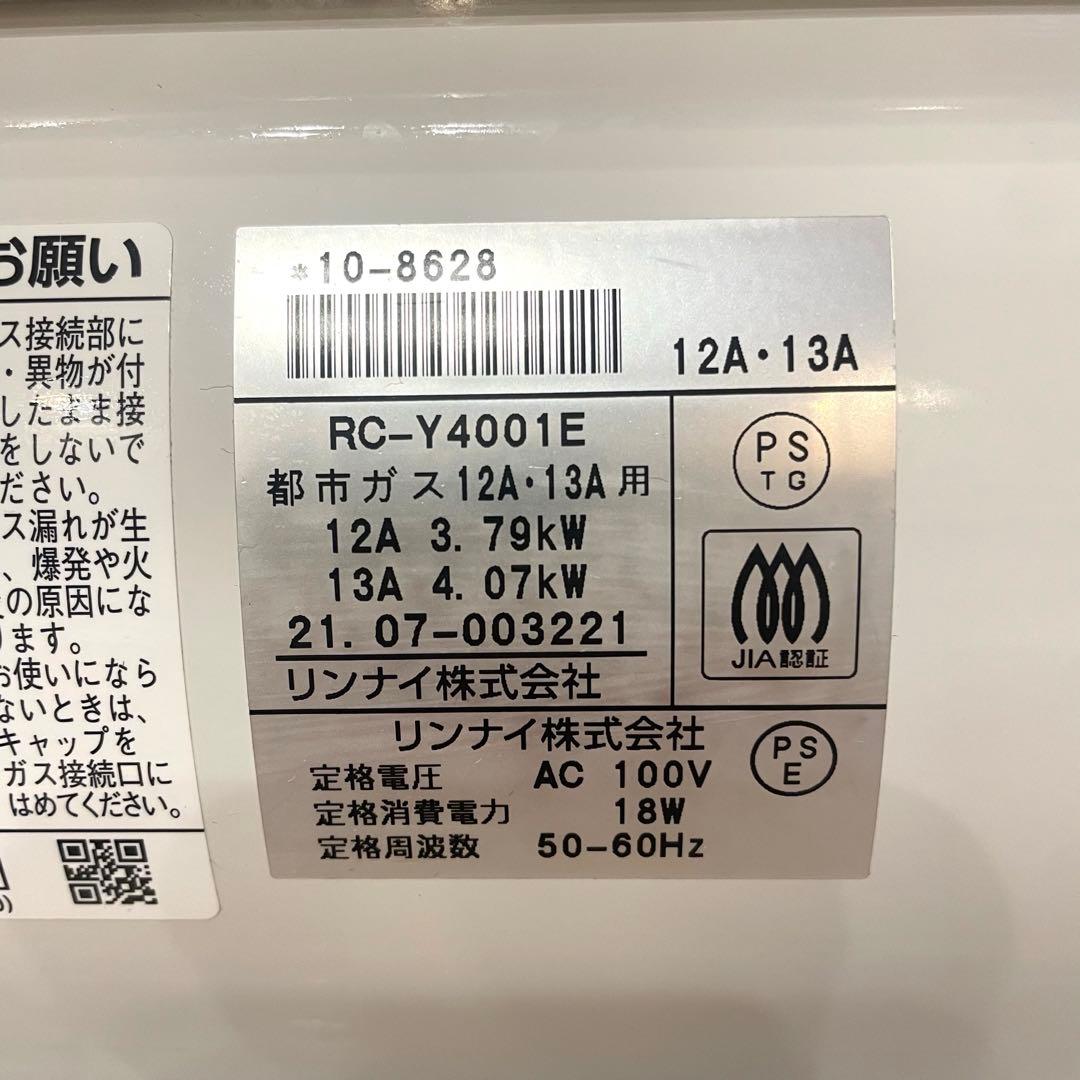 お願い
ス接続部に
・異物が付
したまま接
をしないで
ださい。
ス漏れが生
、爆発や火
の原因にな
ります。
お使いになら
ないときは、
キャップを
ガス接続口に
はめてください。
*10-8628
12A・13A
RC-Y4001E
都市ガス12A・13A用
12A 3.79kW
13A 4.07kW
21.07-003221
リンナイ株式会社
PS
TG
JIA認証
リンナイ株式会社
PS
E
定格電圧 AC 100V
定格消費電力 18W
定格周波数 50-60Hz